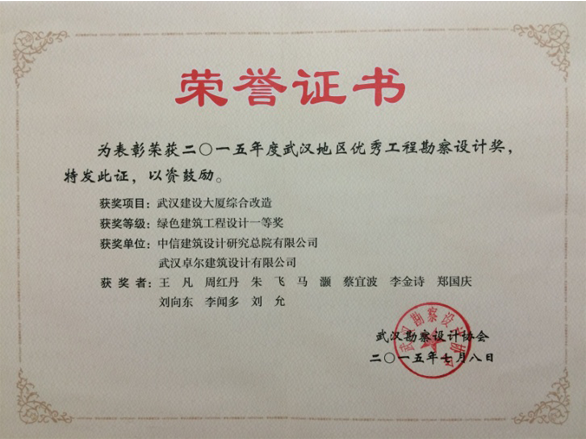 荣誉证书
为表彰荣获二〇一五年度武汉地区优秀工程勘察设计奖，
特发此证，以资鼓励。
获奖项目：武汉建设大厦综合改造
获奖等级：绿色建筑工程设计一等奖
获奖单位：中信建筑设计研究总院有限公司
武汉卓尔建筑设计有限公司
获奖者：王凡 周红丹 朱飞 马灏 蔡宜波 李金诗 郑国庆
刘向东 李闻多 刘允
武汉勘察设计协会
二〇一五年七月八日